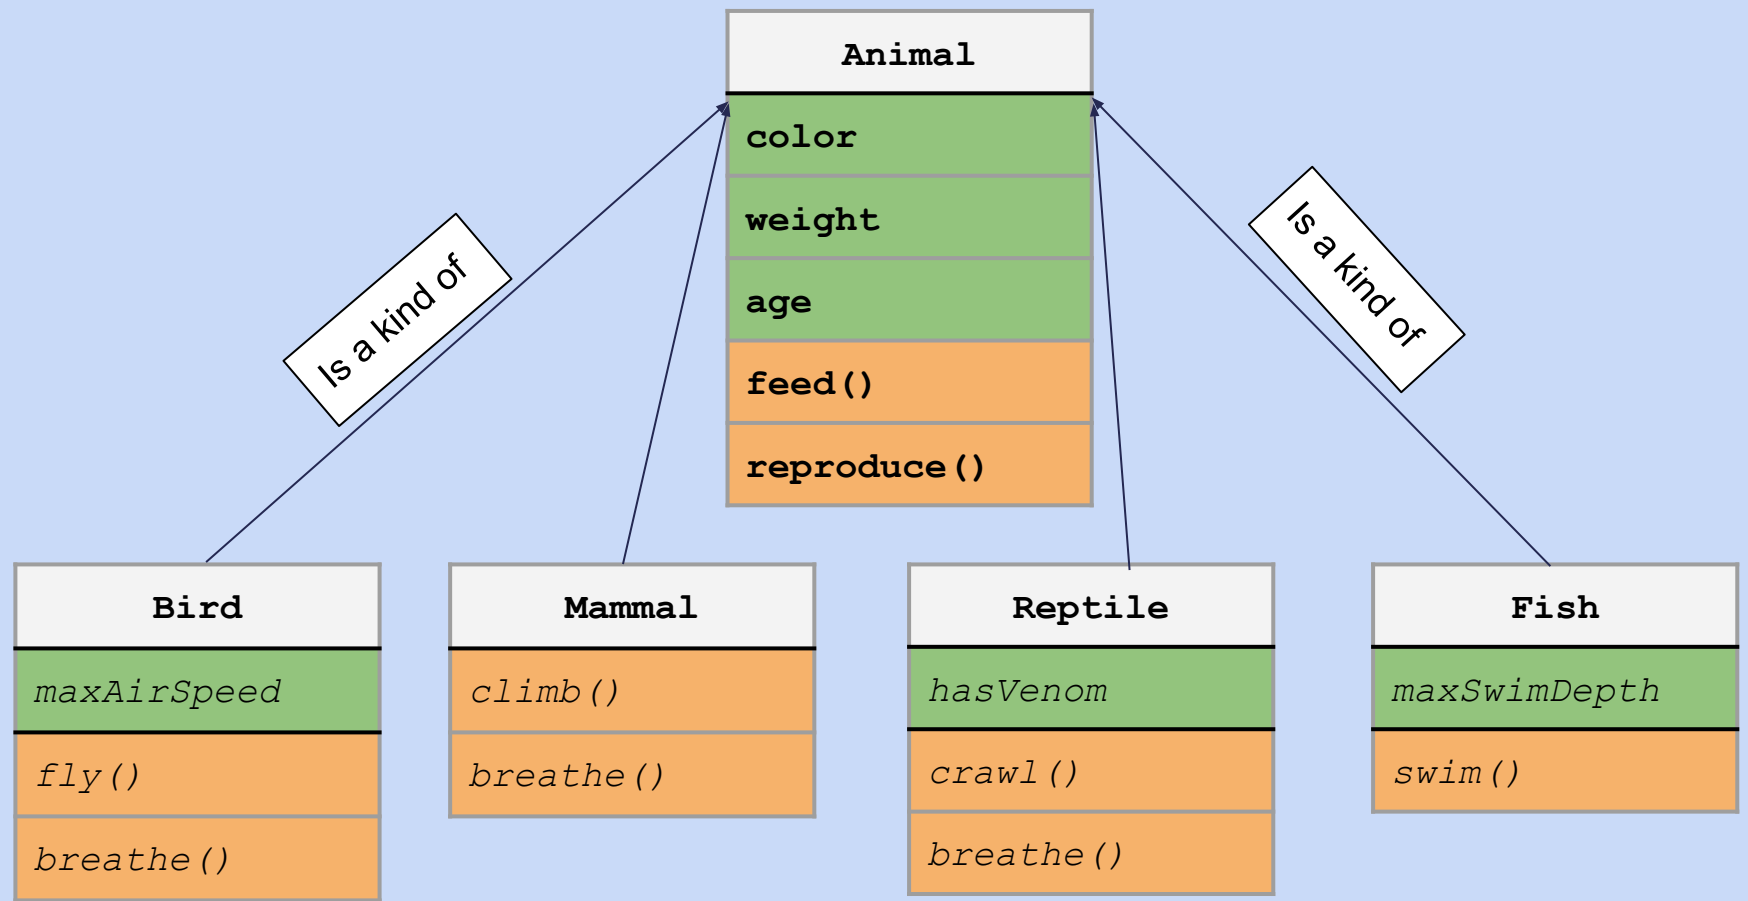 Animal
color
weight
age
feed()
reproduce()
Is a kind of
Is a kind of
Bird
maxAirSpeed
fly()
breathe()
Mammal
climb()
breathe()
Reptile
hasVenom
crawl()
breathe()
Fish
maxSwimDepth
swim()